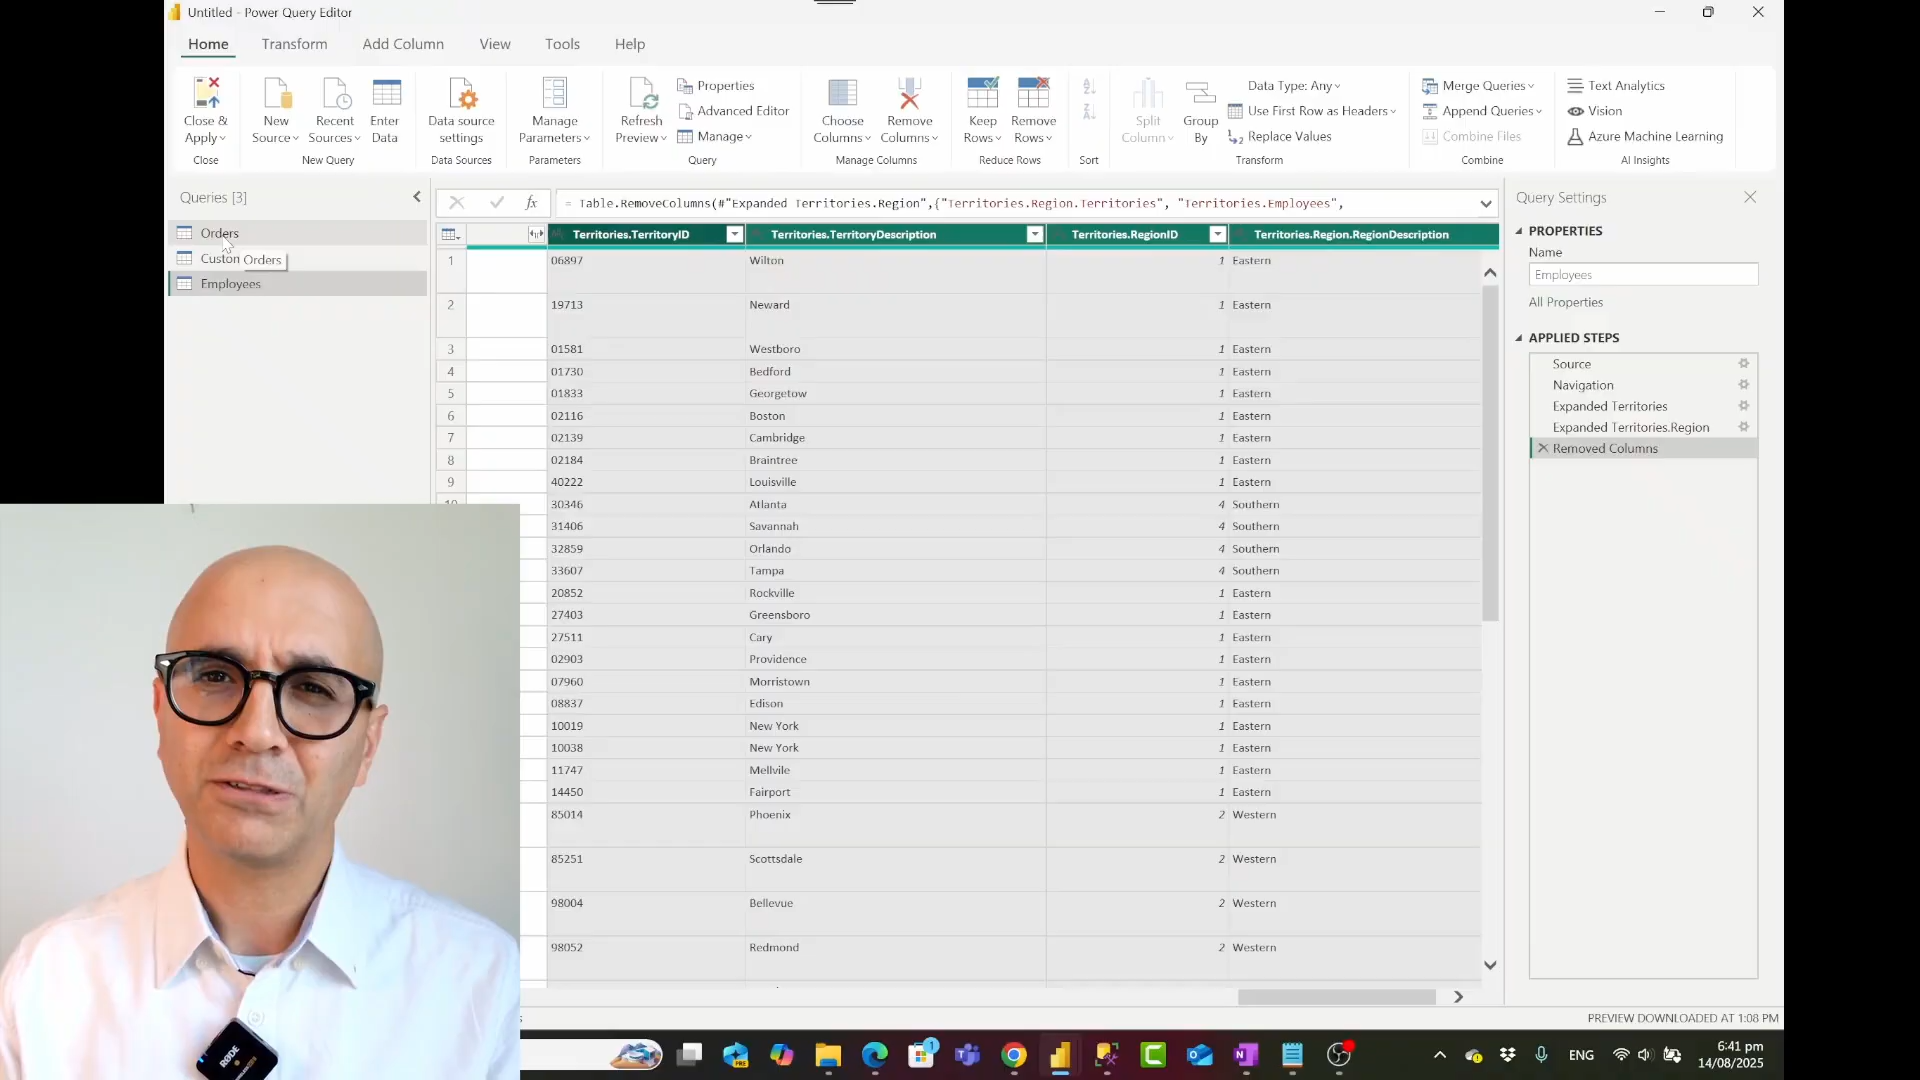 Untitled - Power Query Editor
Home Transform Add Column View Tools Help
Close & Apply
Close
New Source
Recent Sources
Enter Data
New Query
Data source settings
Data Sources
Manage Parameters
Parameters
Refresh Preview
Properties
Advanced Editor
Manage
Query
Choose Columns
Remove Columns
Manage Columns
Keep Rows
Remove Rows
Reduce Rows
Sort
Split Column
Group By
Data Type: Any
Use First Row as Headers
Replace Values
Transform
Merge Queries
Append Queries
Combine Files
Combine
Text Analytics
Vision
Azure Machine Learning
AI Insights
Queries [3]
Orders
Custom Orders
Employees
fx = Table.RemoveColumns(#"Expanded Territories.Region",{"Territories.Region.Territories", "Territories.Employees",
Territories.TerritoryID Territories.TerritoryDescription Territories.RegionID Territories.Region.RegionDescription
1 06897 Wilton 1 Eastern
2 19713 Neward 1 Eastern
3 01581 Westboro 1 Eastern
4 01730 Bedford 1 Eastern
5 01833 Georgetow 1 Eastern
6 02116 Boston 1 Eastern
7 02139 Cambridge 1 Eastern
8 02184 Braintree 1 Eastern
9 40222 Louisville 1 Eastern
10 30346 Atlanta 4 Southern
31406 Savannah 4 Southern
32859 Orlando 4 Southern
33607 Tampa 4 Southern
20852 Rockville 1 Eastern
27403 Greensboro 1 Eastern
27511 Cary 1 Eastern
02903 Providence 1 Eastern
07960 Morristown 1 Eastern
08837 Edison 1 Eastern
10019 New York 1 Eastern
10038 New York 1 Eastern
11747 Mellvile 1 Eastern
14450 Fairport 1 Eastern
85014 Phoenix 2 Western
85251 Scottsdale 2 Western
98004 Bellevue 2 Western
98052 Redmond 2 Western
Query Settings
PROPERTIES
Name
Employees
All Properties
APPLIED STEPS
Source
Navigation
Expanded Territories
Expanded Territories.Region
Removed Columns
PREVIEW DOWNLOADED AT 1:08 PM
RØDE
PRE
1
ENG
6:41 pm
14/08/2025